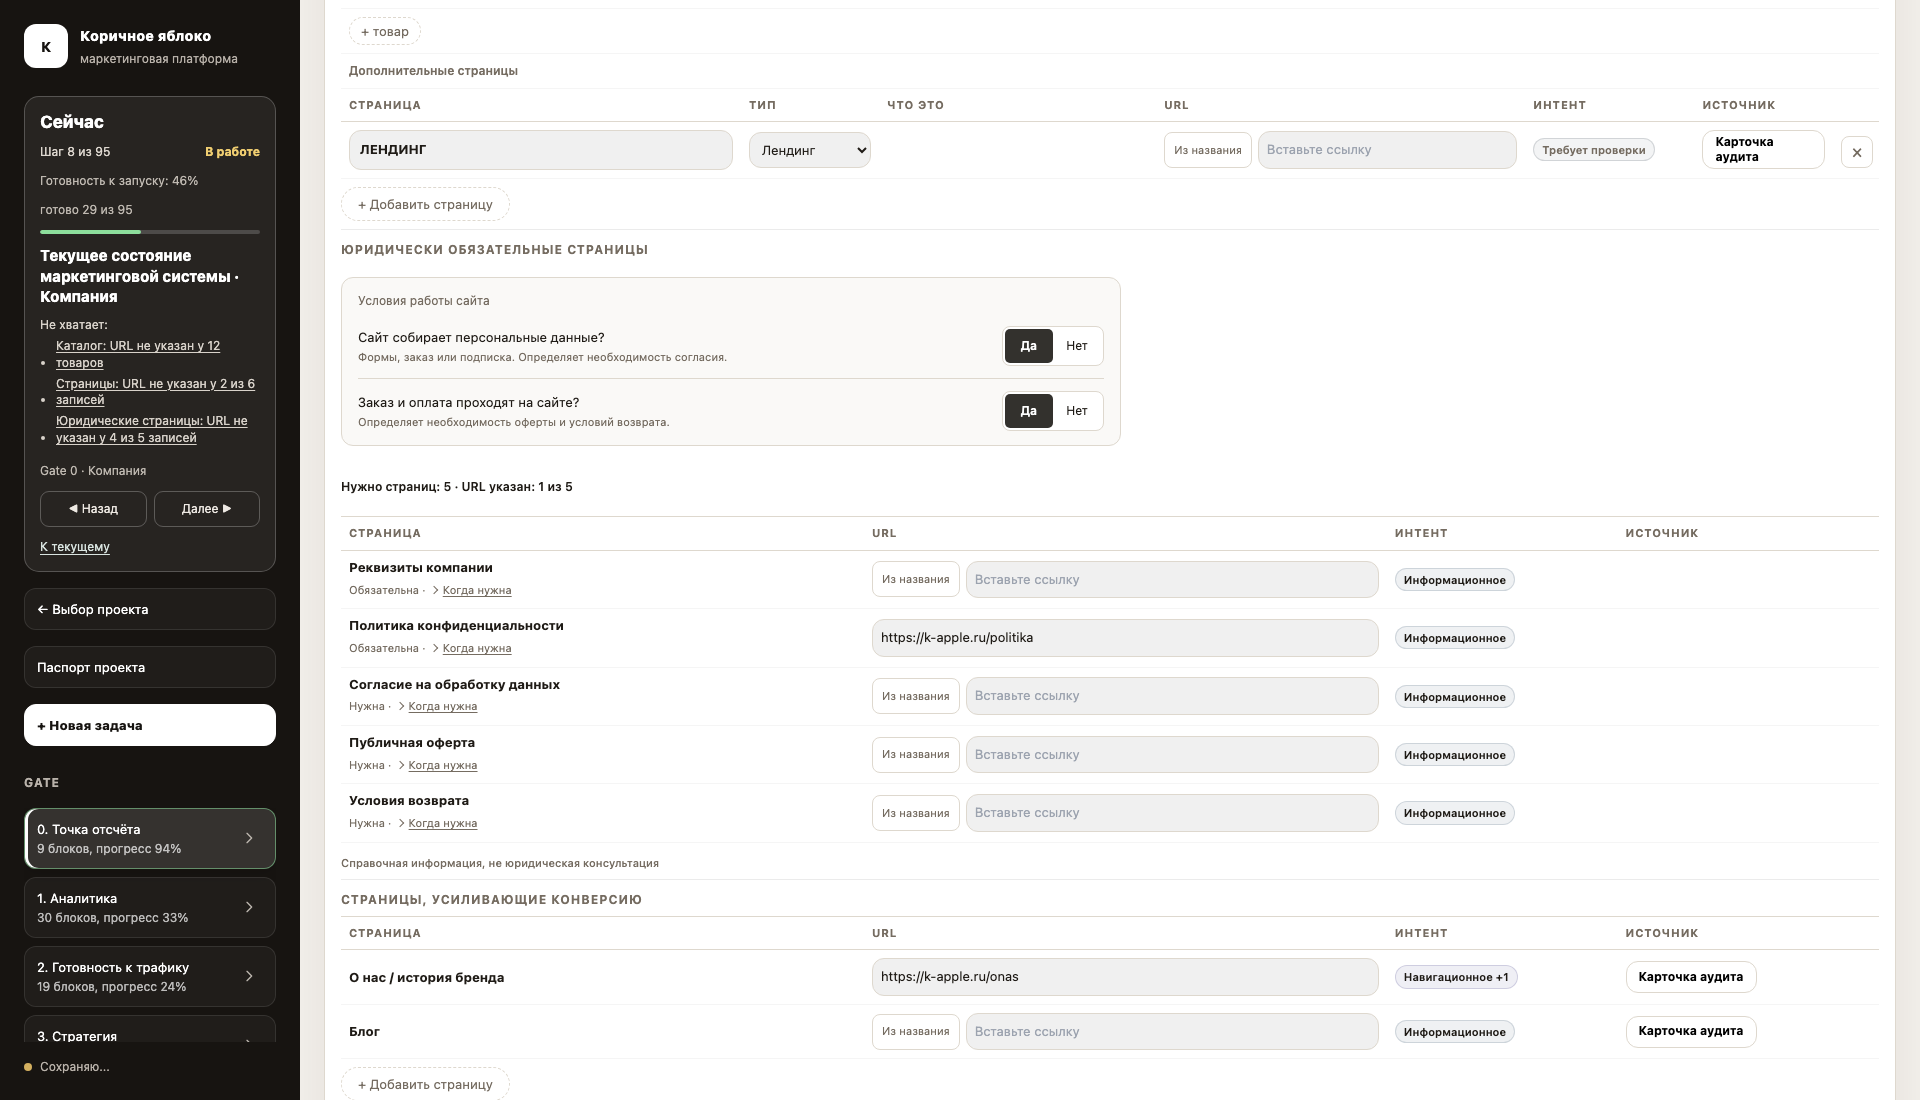 К
Коричное яблоко
маркетинговая платформа
Сейчас
Шаг 8 из 95
В работе
Готовность к запуску: 46%
готово 29 из 95
Текущее состояние
маркетинговой системы ·
Компания
Не хватает:
Каталог: URL не указан у 12
товаров
Страницы: URL не указан у 2 из 6
записей
Юридические страницы: URL не
указан у 4 из 5 записей
Gate 0 · Компания
◀ Назад
Далее ▶
К текущему
← Выбор проекта
Паспорт проекта
+ Новая задача
GATE
0. Точка отсчёта
9 блоков, прогресс 94%
1. Аналитика
30 блоков, прогресс 33%
2. Готовность к трафику
19 блоков, прогресс 24%
3. Стратегия
Сохраняю...
+ товар
Дополнительные страницы
СТРАНИЦА ТИП ЧТО ЭТО URL ИНТЕНТ ИСТОЧНИК
ЛЕНДИНГ Лендинг Из названия Вставьте ссылку Требует проверки Карточка аудита ×
+ Добавить страницу
ЮРИДИЧЕСКИ ОБЯЗАТЕЛЬНЫЕ СТРАНИЦЫ
Условия работы сайта
Сайт собирает персональные данные?
Формы, заказ или подписка. Определяет необходимость согласия.
Да Нет
Заказ и оплата проходят на сайте?
Определяет необходимость оферты и условий возврата.
Да Нет
Нужно страниц: 5 · URL указан: 1 из 5
СТРАНИЦА URL ИНТЕНТ ИСТОЧНИК
Реквизиты компании
Обязательна · > Когда нужна
Из названия Вставьте ссылку Информационное
Политика конфиденциальности
Обязательна · > Когда нужна
https://k-apple.ru/politika Информационное
Согласие на обработку данных
Нужна · > Когда нужна
Из названия Вставьте ссылку Информационное
Публичная оферта
Нужна · > Когда нужна
Из названия Вставьте ссылку Информационное
Условия возврата
Нужна · > Когда нужна
Из названия Вставьте ссылку Информационное
Справочная информация, не юридическая консультация
СТРАНИЦЫ, УСИЛИВАЮЩИЕ КОНВЕРСИЮ
СТРАНИЦА URL ИНТЕНТ ИСТОЧНИК
О нас / история бренда https://k-apple.ru/onas Навигационное +1 Карточка аудита
Блог Из названия Вставьте ссылку Информационное Карточка аудита
+ Добавить страницу